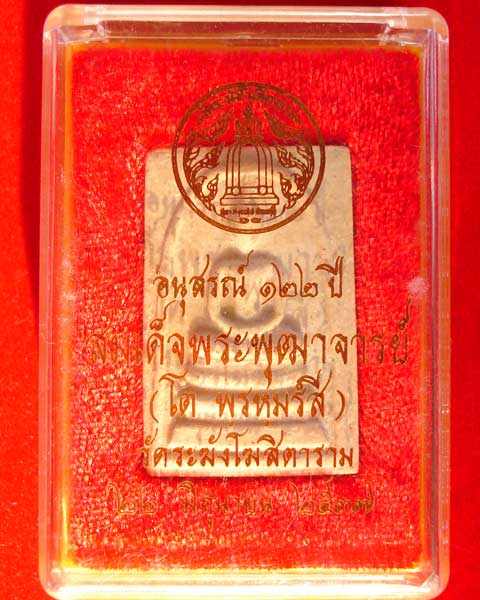 อนุสรณ์ ๑๒๒ ปี
สมเด็จพระพุฒาจารย์
(โต พรหมรังสี)
วัดระฆังโฆสิตาราม
๒๒ มิถุนายน ๒๕๓๗